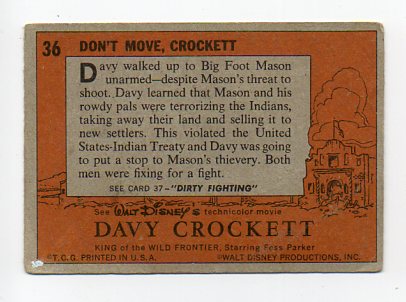 36 DON'T MOVE, CROCKETT
Davy walked up to Big Foot Mason
unarmed—despite Mason's threat to
shoot. Davy learned that Mason and his
rowdy pals were terrorizing the Indians,
taking away their land and selling it to
new settlers. This violated the United
States-Indian Treaty and Davy was going
to put a stop to Mason's thievery. Both
men were fixing for a fight.
SEE CARD 37—"DIRTY FIGHTING"
See Walt Disney's technicolor movie
DAVY CROCKETT
KING of the WILD FRONTIER, Starring Fess Parker
©T.C.G. PRINTED IN U.S.A. ©WALT DISNEY PRODUCTIONS, INC.